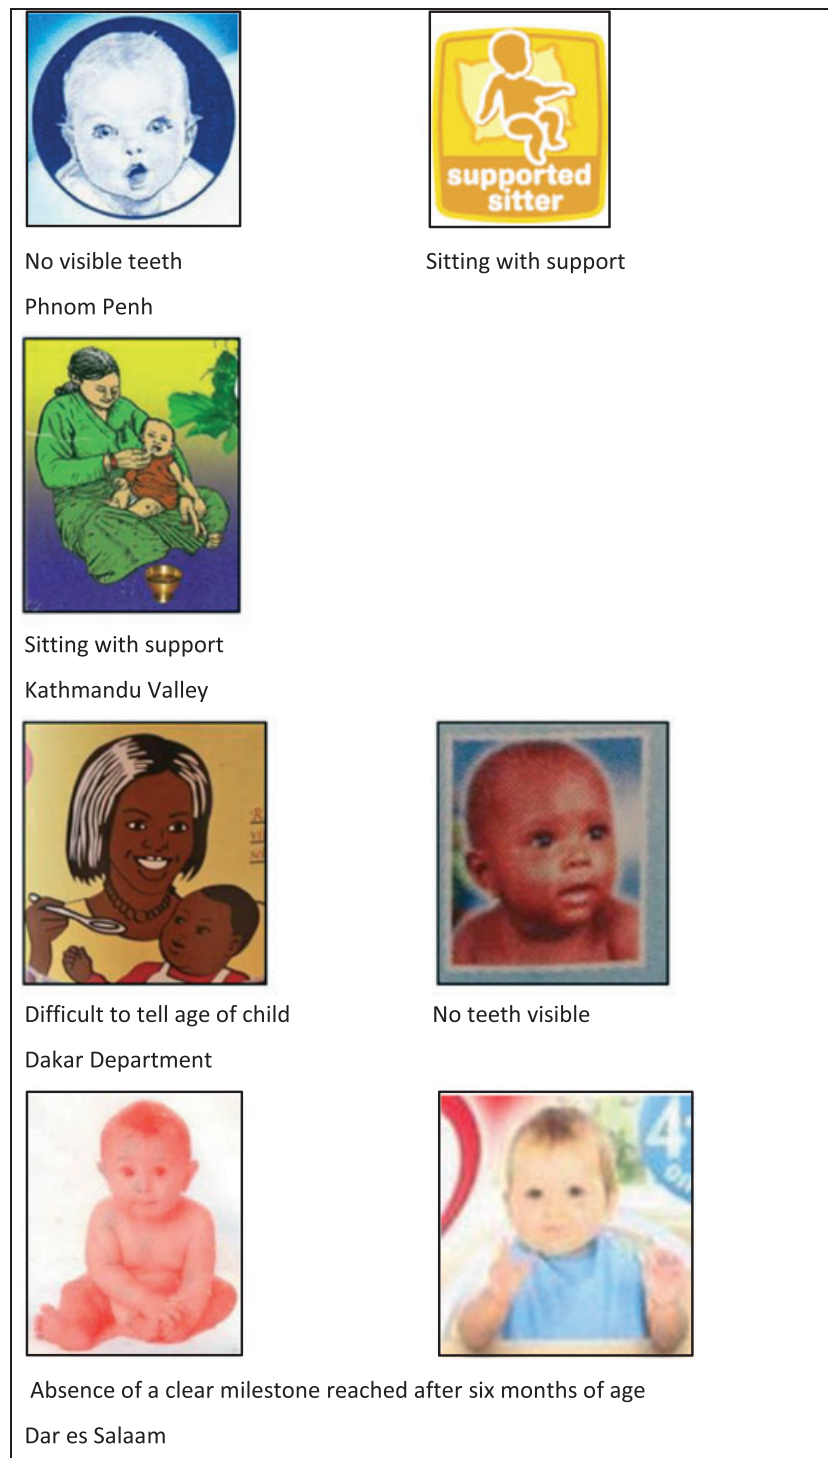 supported
sitter
No visible teeth
Sitting with support
Phnom Penh
Sitting with support
Kathmandu Valley
Difficult to tell age of child
No teeth visible
Dakar Department
4+
Absence of a clear milestone reached after six months of age
Dar es Salaam